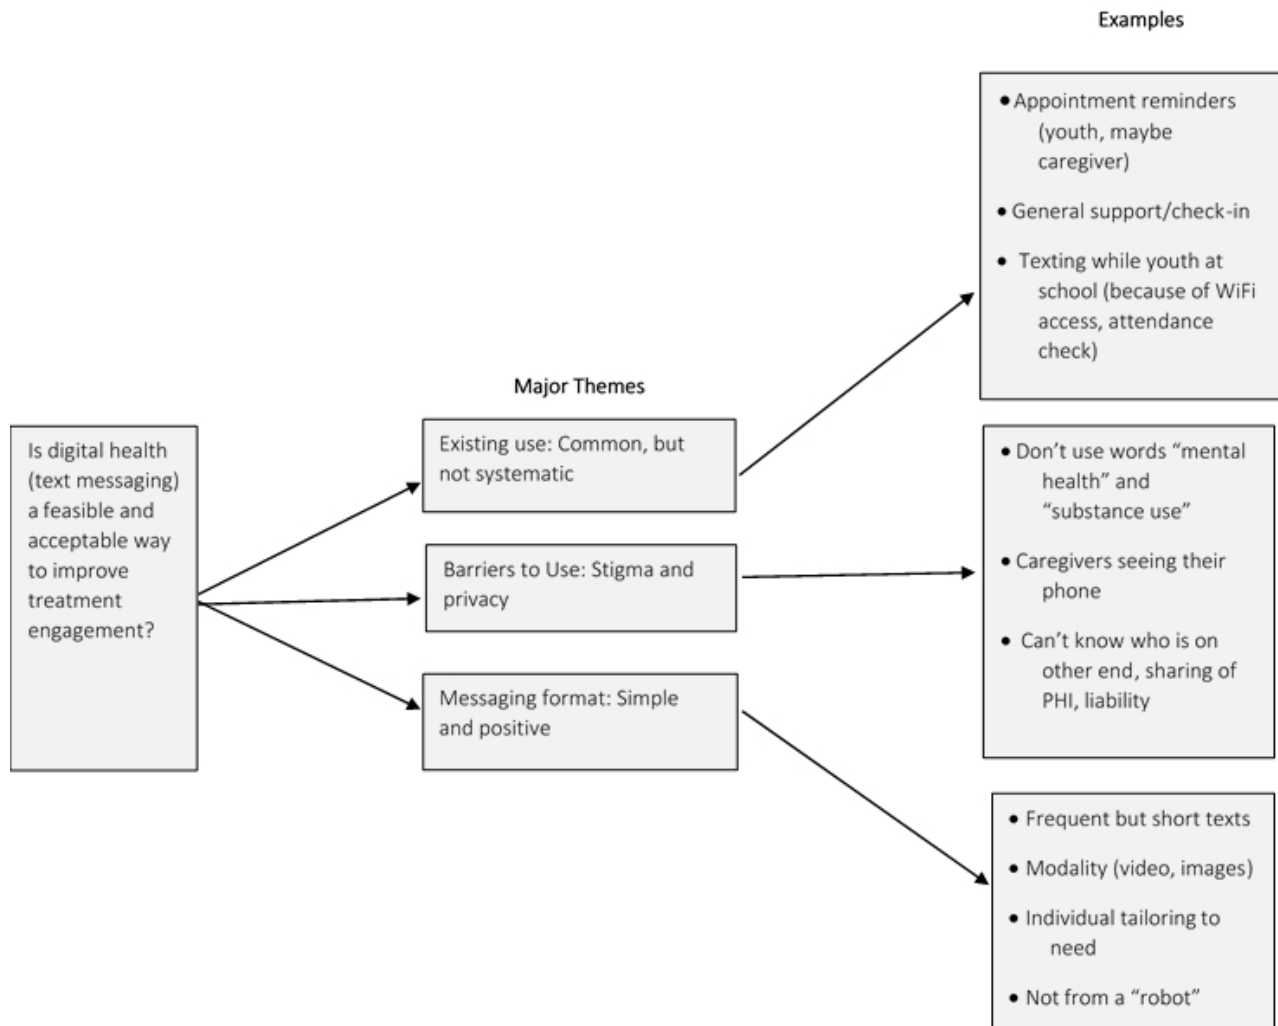 Examples
• Appointment reminders
(youth, maybe
caregiver)
• General support/check-in
• Texting while youth at
school (because of WiFi
access, attendance
check)
Major Themes
Is digital health
(text messaging)
a feasible and
acceptable way
to improve
treatment
engagement?
Existing use: Common, but
not systematic
Barriers to Use: Stigma and
privacy
Messaging format: Simple
and positive
• Don’t use words “mental
health” and
“substance use”
• Caregivers seeing their
phone
• Can’t know who is on
other end, sharing of
PHI, liability
• Frequent but short texts
• Modality (video, images)
• Individual tailoring to
need
• Not from a “robot”